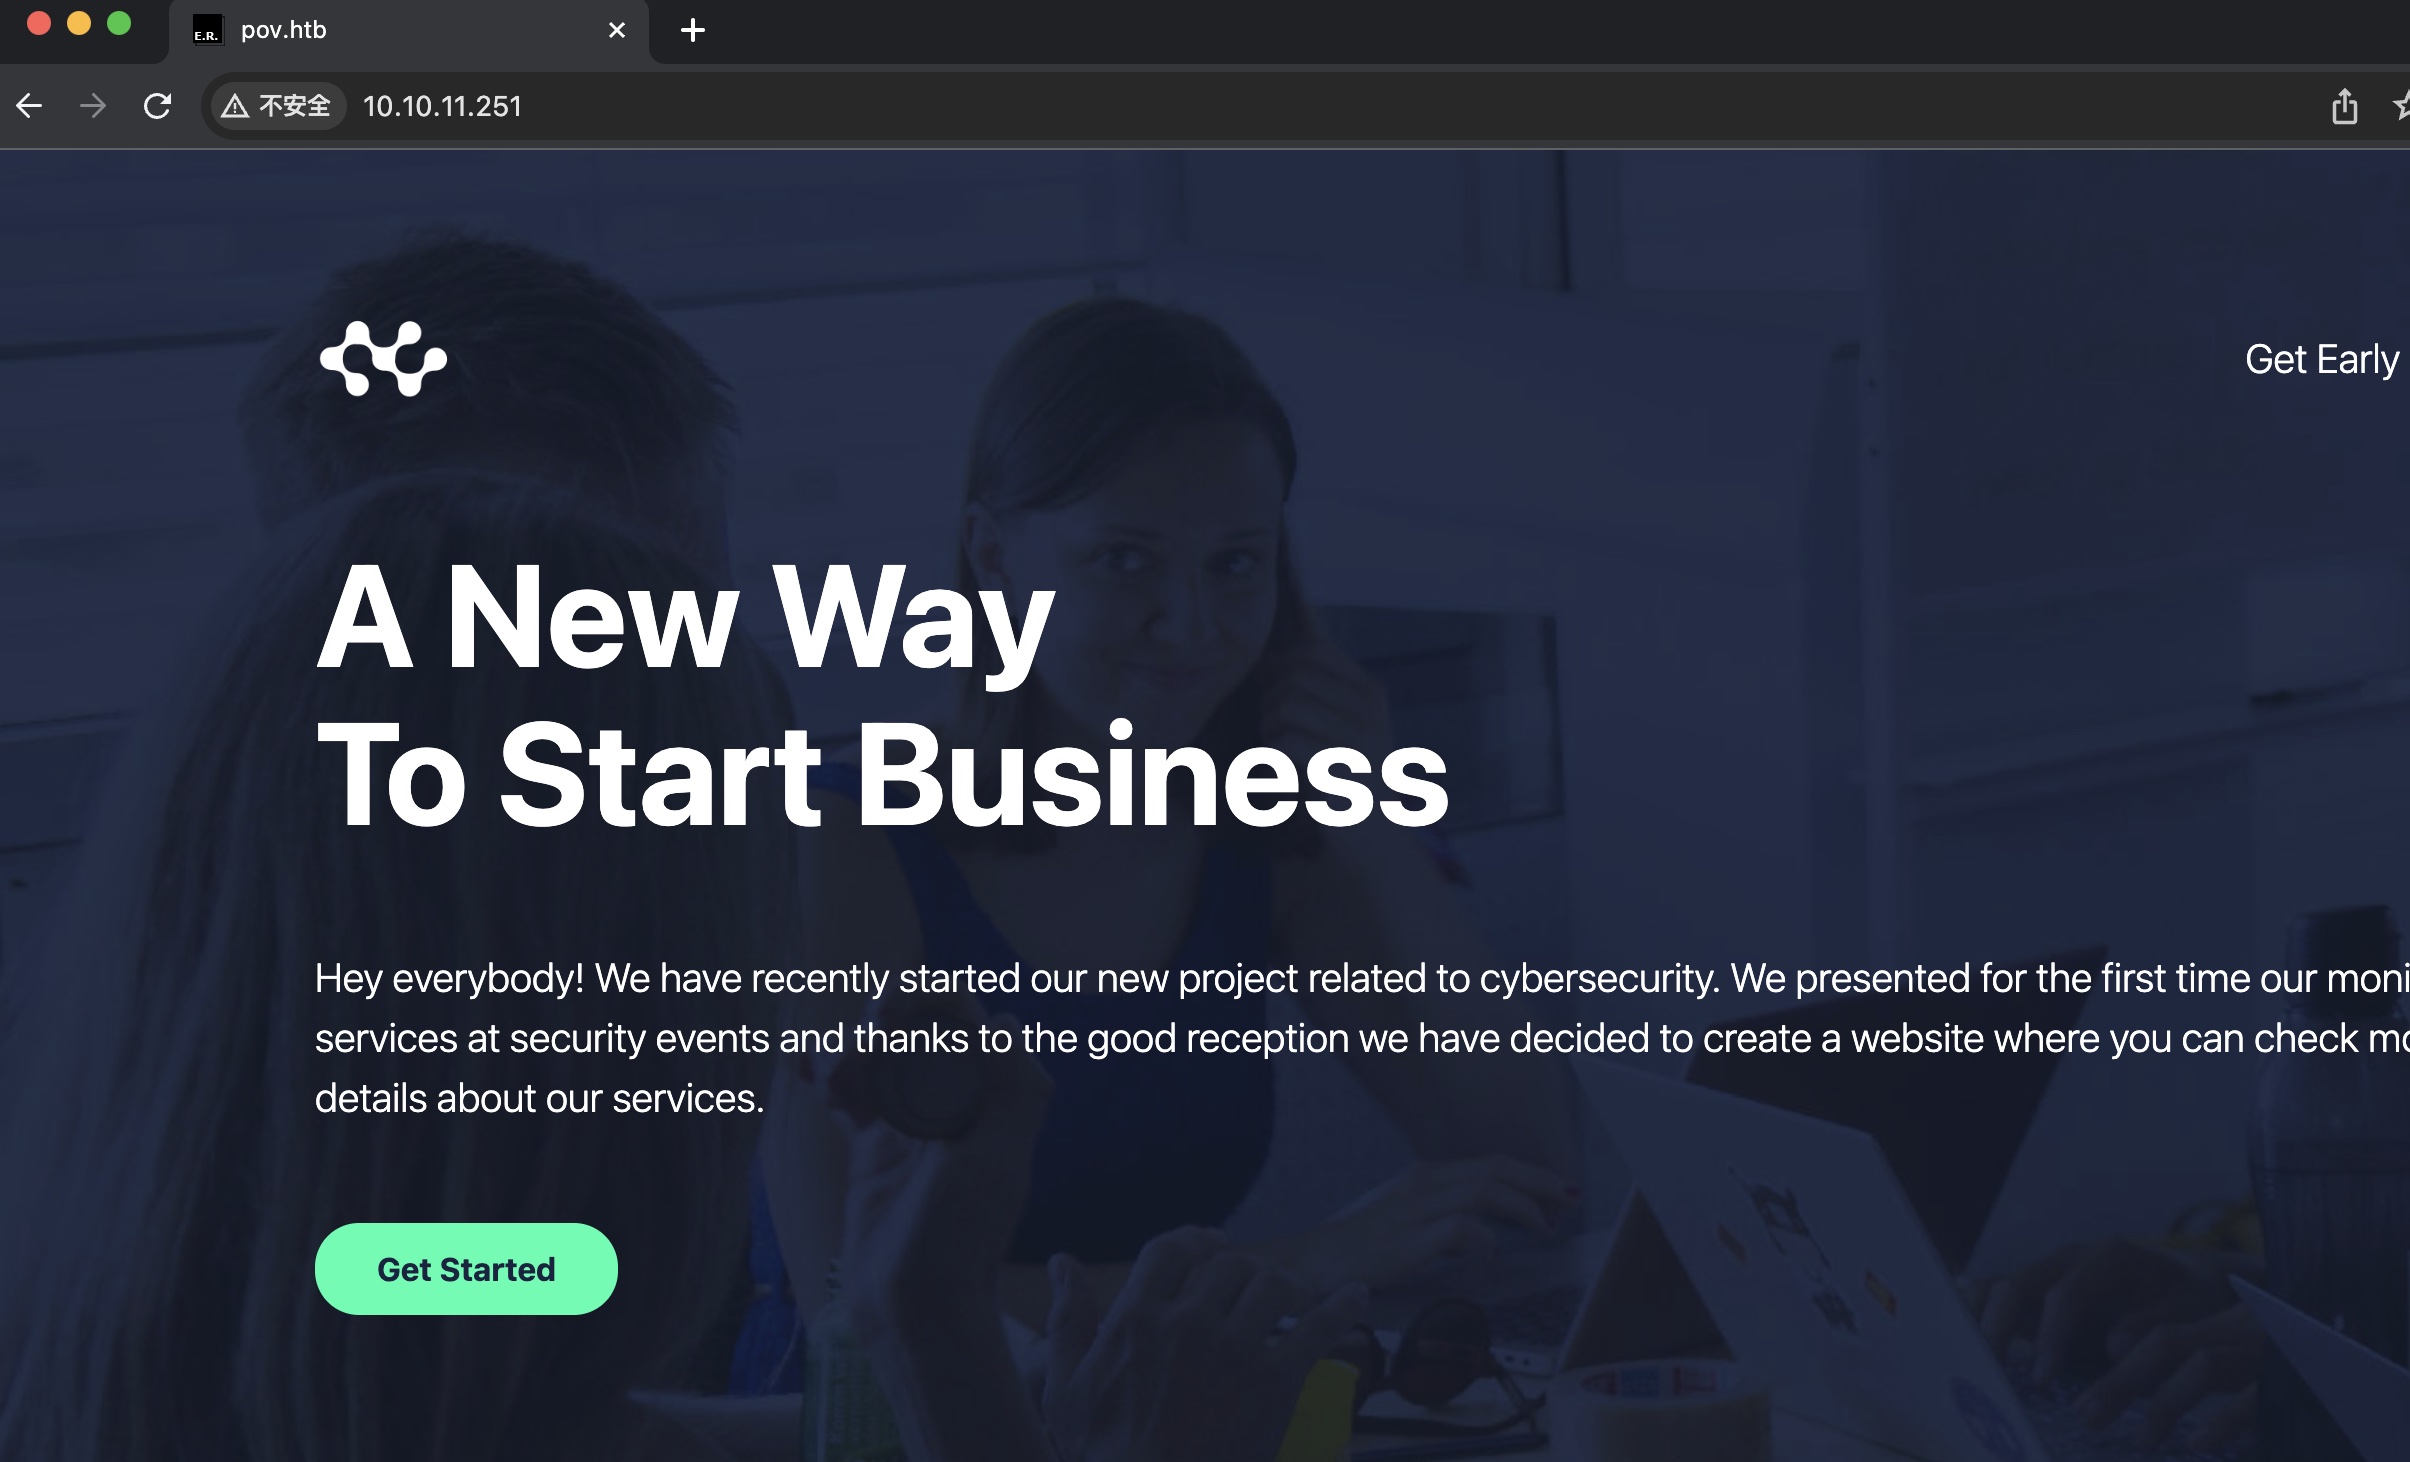 E.R. pov.htb
不安全 10.10.11.251
Get Early
A New Way
To Start Business
Hey everybody! We have recently started our new project related to cybersecurity. We presented for the first time our moni
services at security events and thanks to the good reception we have decided to create a website where you can check mo
details about our services.
Get Started